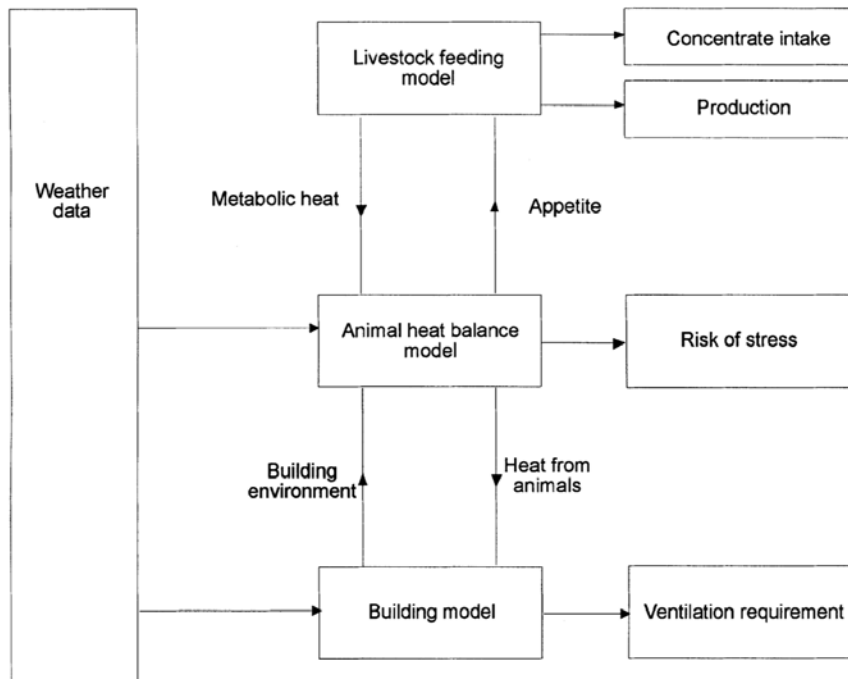 Livestock feeding
model
Concentrate intake
Production
Weather
data
Metabolic heat
Appetite
Animal heat balance
model
Risk of stress
Building
environment
Heat from
animals
Building model
Ventilation requirement